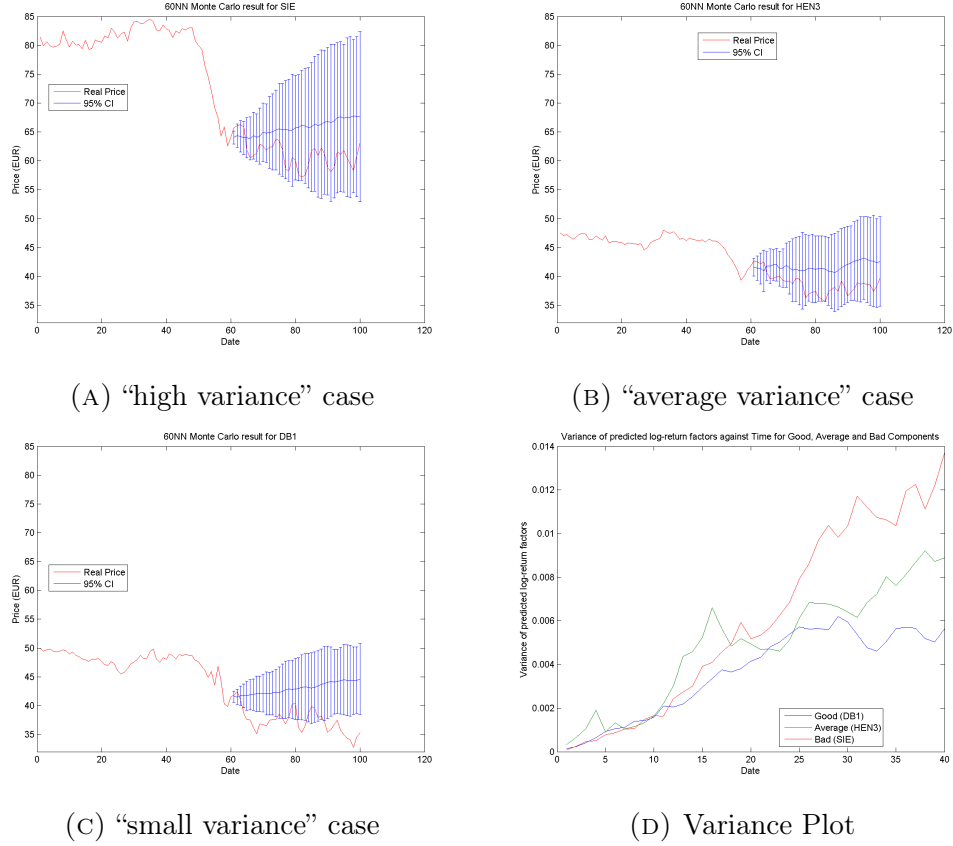 60NN Monte Carlo result for SIE
Price (EUR)
85
80
75
70
65
60
55
50
45
40
35
Real Price
95% CI
0 20 40 60 80 100 120
Date
(A) “high variance” case
60NN Monte Carlo result for HEN3
Price (EUR)
85
80
75
70
65
60
55
50
45
40
35
Real Price
95% CI
0 20 40 60 80 100 120
Date
(B) “average variance” case
60NN Monte Carlo result for DB1
Price (EUR)
85
80
75
70
65
60
55
50
45
40
35
Real Price
95% CI
0 20 40 60 80 100 120
Date
(C) “small variance” case
Variance of predicted log-return factors against Time for Good, Average and Bad Components
Variance of predicted log-return factors
0.014
0.012
0.01
0.008
0.006
0.004
0.002
0
Good (DB1)
Average (HEN3)
Bad (SIE)
0 5 10 15 20 25 30 35 40
Date
(D) Variance Plot